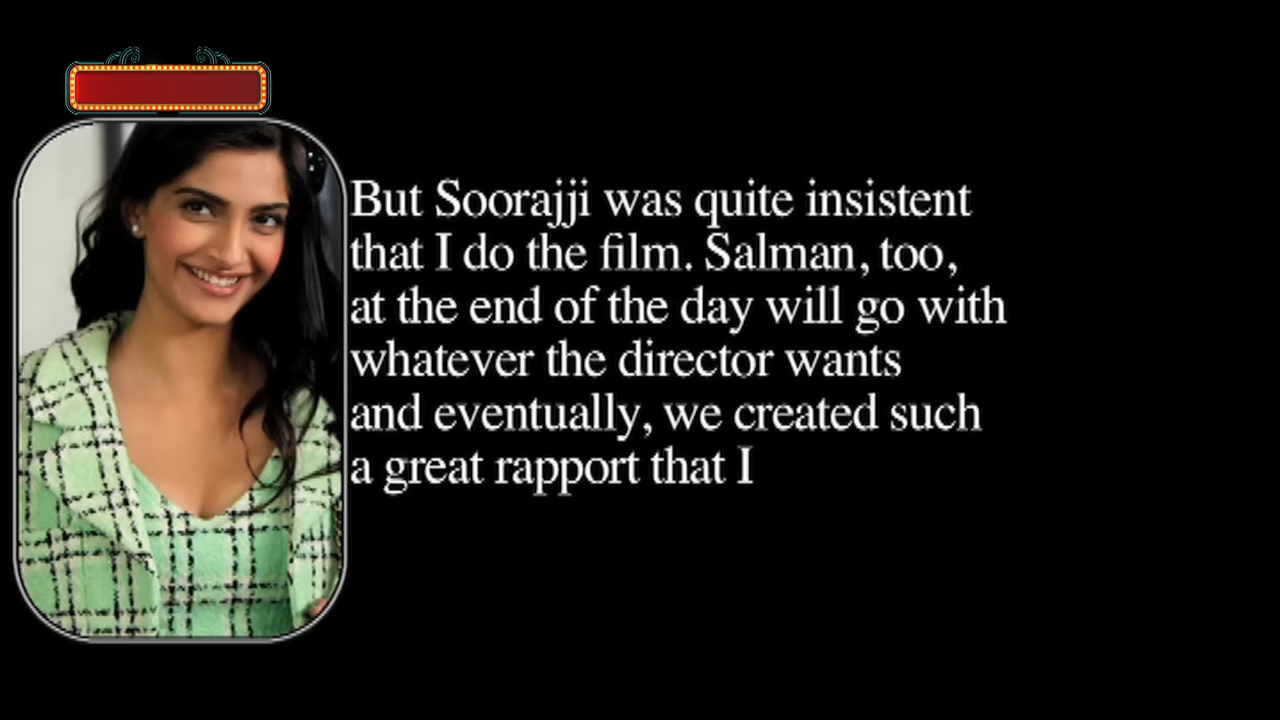 But Soorajji was quite insistent
that I do the film. Salman, too,
at the end of the day will go with
whatever the director wants
and eventually, we created such
a great rapport that I